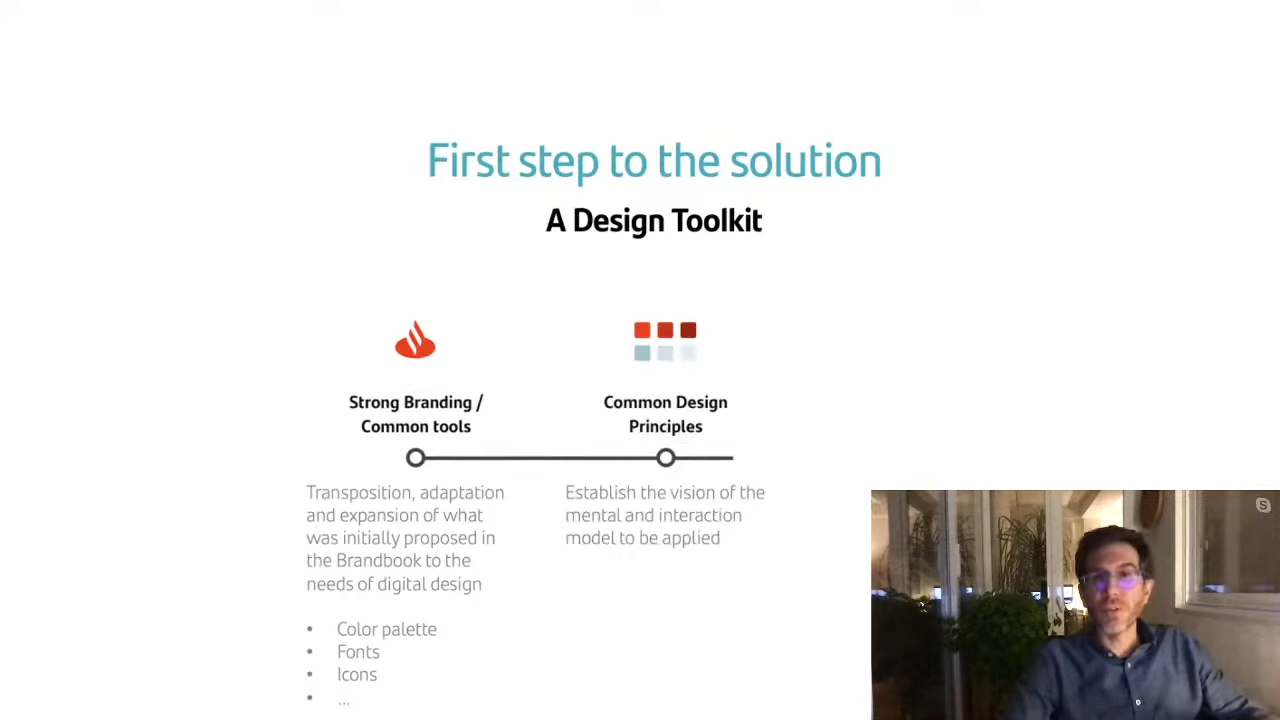 First step to the solution
A Design Toolkit
Strong Branding /
Common tools
Common Design
Principles
Transposition, adaptation
and expansion of what
was initially proposed in
the Brandbook to the
needs of digital design
• Color palette
• Fonts
• Icons
• ...
Establish the vision of the
mental and interaction
model to be applied